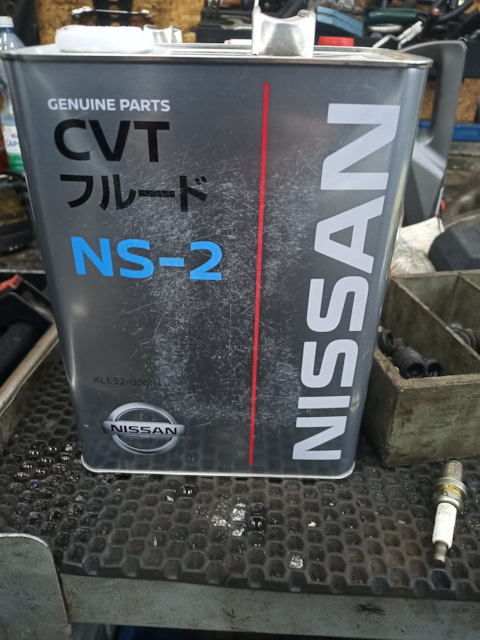 GENUINE PARTS
CVT
フルード
NS-2
NISSAN
NISSAN